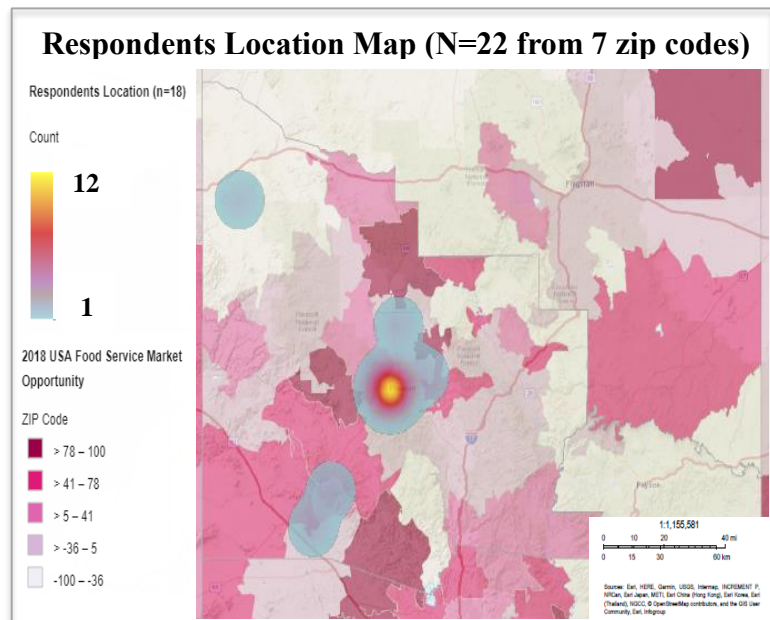 Respondents Location Map (N=22 from 7 zip codes)
Respondents Location (n=18)
Count
12
1
2018 USA Food Service Market
Opportunity
ZIP Code
> 78 – 100
> 41 – 78
> 5 – 41
> -36 – 5
-100 – -36
Flagstaff
Payson
1:1,155,581
0 10 20 40 mi
0 15 30 60 km
Sources: Esri, HERE, Garmin, USGS, Intermap, INCREMENT P,
NRCan, Esri Japan, METI, Esri China (Hong Kong), Esri Korea, Esri
(Thailand), NGCC, © OpenStreetMap contributors, and the GIS User
Community, Esri, Infogroup